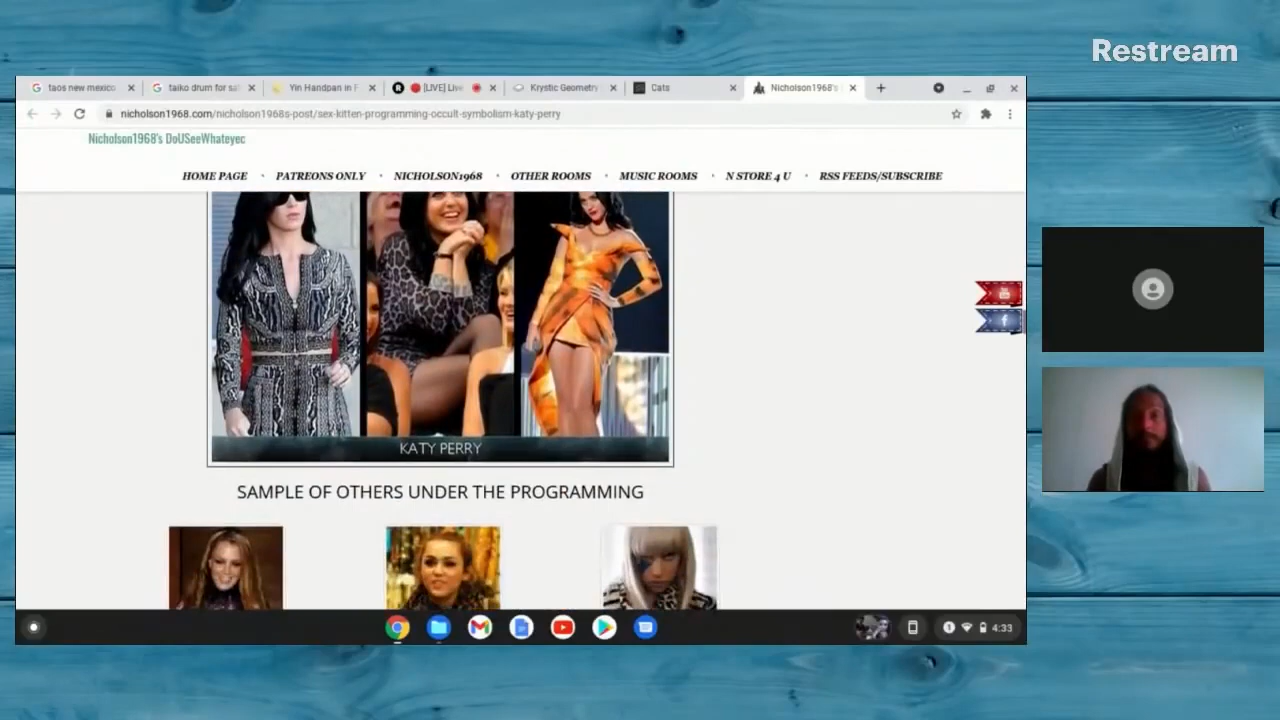 Restream
taos new mexico
taiko drum for sal
Yin Handpan in F
[LIVE] Live
Krystic Geometry
Cats
Nicholson1968's
nicholson1968.com/nicholson1968s-post/sex-kitten-programming-occult-symbolism-katy-perry
Nicholson1968's DoUSeeWhateyec
HOME PAGE
PATREONS ONLY
NICHOLSON1968
OTHER ROOMS
MUSIC ROOMS
N STORE 4 U
RSS FEEDS/SUBSCRIBE
KATY PERRY
SAMPLE OF OTHERS UNDER THE PROGRAMMING
1
4:33